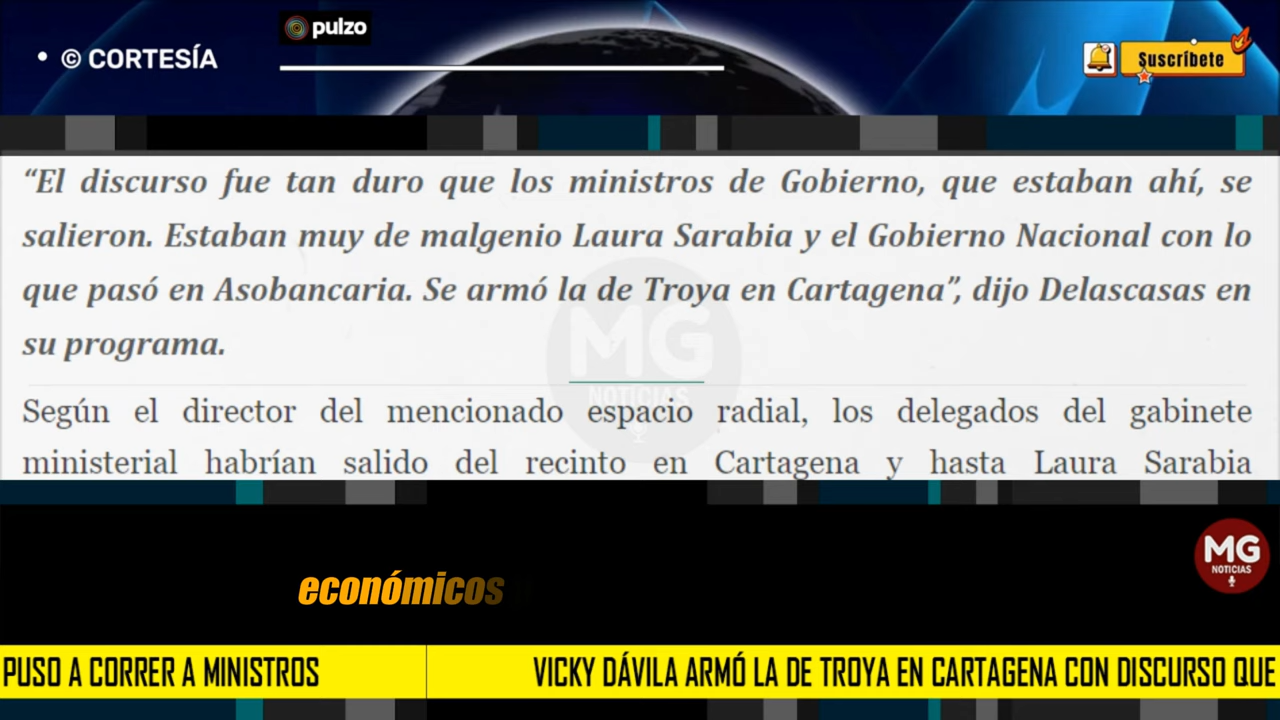 © CORTESÍA
pulzo
Suscríbete
“El discurso fue tan duro que los ministros de Gobierno, que estaban ahí, se
salieron. Estaban muy de malgenio Laura Sarabia y el Gobierno Nacional con lo
que pasó en Asobancaria. Se armó la de Troya en Cartagena”, dijo Delascasas en
su programa.
MG
NOTICIAS
Según el director del mencionado espacio radial, los delegados del gabinete
ministerial habrían salido del recinto en Cartagena y hasta Laura Sarabia
MG
NOTICIAS
económicos
PUSO A CORRER A MINISTROS
VICKY DÁVILA ARMÓ LA DE TROYA EN CARTAGENA CON DISCURSO QUE